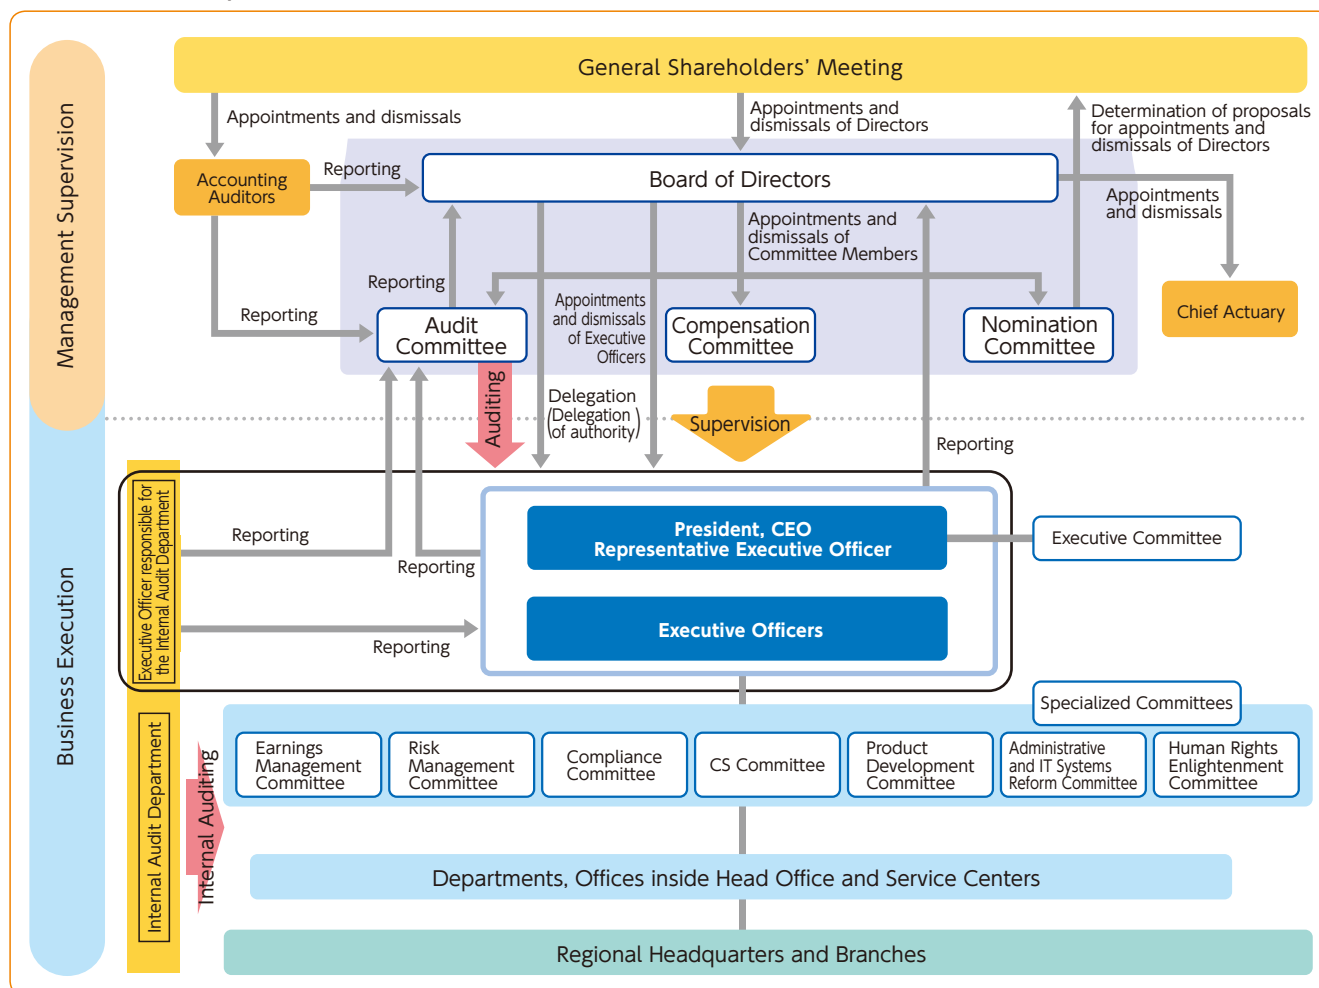 General Shareholders' Meeting
Management Supervision
Appointments and dismissals
Appointments and
dismissals of Directors
Determination of proposals
for appointments and
dismissals of Directors
Accounting
Auditors
Reporting
Board of Directors
Appointments
and dismissals
Appointments and
dismissals of
Committee Members
Reporting
Reporting
Appointments
and dismissals
of Executive
Officers
Chief Actuary
Audit
Committee
Compensation
Committee
Nomination
Committee
Auditing
Delegation
(Delegation
of authority)
Supervision
Reporting
Business Execution
Executive Officer responsible for
the Internal Audit Department
Reporting
Reporting
President, CEO
Representative Executive Officer
Executive Committee
Executive Officers
Reporting
Specialized Committees
Internal Audit Department
Internal Auditing
Earnings
Management
Committee
Risk
Management
Committee
Compliance
Committee
CS Committee
Product
Development
Committee
Administrative
and IT Systems
Reform Committee
Human Rights
Enlightenment
Committee
Departments, Offices inside Head Office and Service Centers
Regional Headquarters and Branches